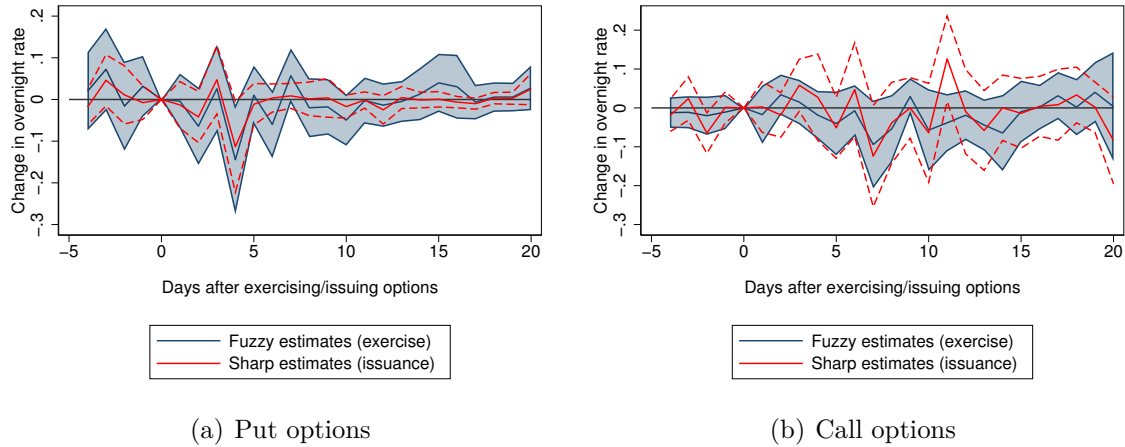 Change in overnight rate
.2
.1
0
-.1
-.2
-.3
-5
0
5
10
15
20
Days after exercising/issuing options
Fuzzy estimates (exercise)
Sharp estimates (issuance)
(a) Put options
Change in overnight rate
.2
.1
0
-.1
-.2
-.3
-5
0
5
10
15
20
Days after exercising/issuing options
Fuzzy estimates (exercise)
Sharp estimates (issuance)
(b) Call options